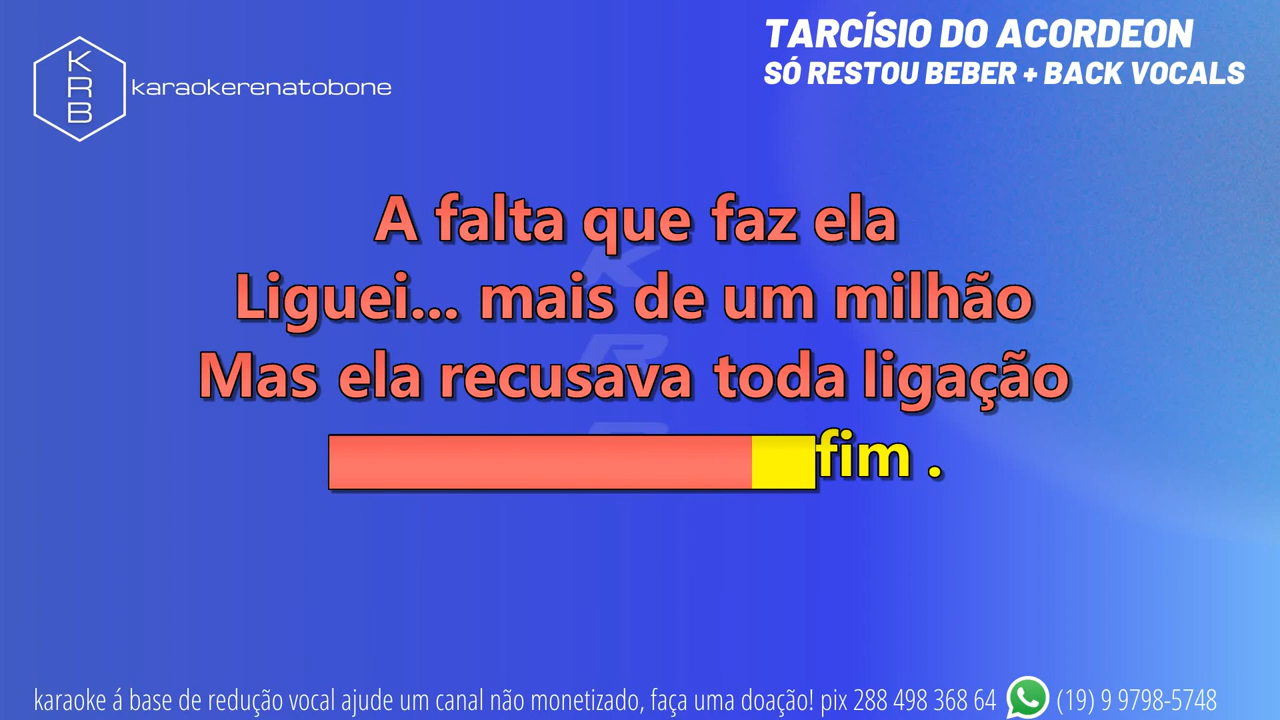 K
R
B
karaokerenatobone
TARCÍSIO DO ACORDEON
SÓ RESTOU BEBER + BACK VOCALS
A falta que faz ela
Liguei... mais de um milhão
Mas ela recusava toda ligação
fim .
karaoke á base de redução vocal ajude um canal não monetizado, faça uma doação! pix 288 498 368 64 (19) 9 9798-5748